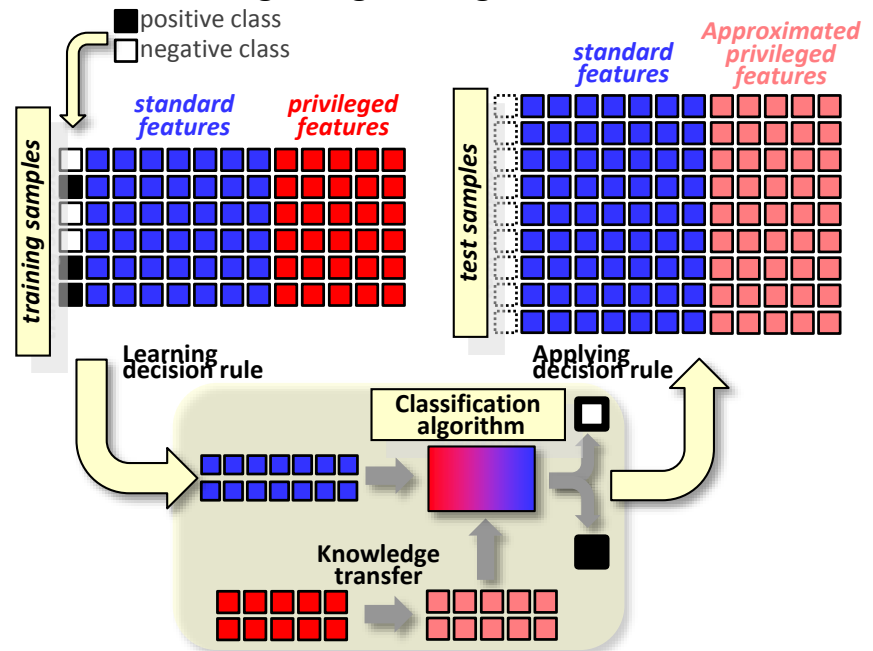 positive class
negative class
standard
features
privileged
features
training samples
standard
features
Approximated
privileged
features
test samples
Learning
decision rule
Applying
decision rule
Classification
algorithm
Knowledge
transfer